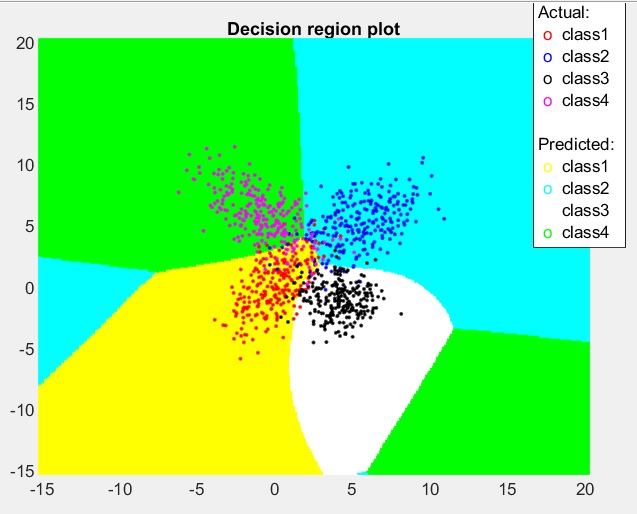 Decision region plot
Actual:
o class1
o class2
o class3
o class4
Predicted:
class1
class2
class3
class4
20
15
10
5
0
-5
-10
-15
-15 -10 -5 0 5 10 15 20